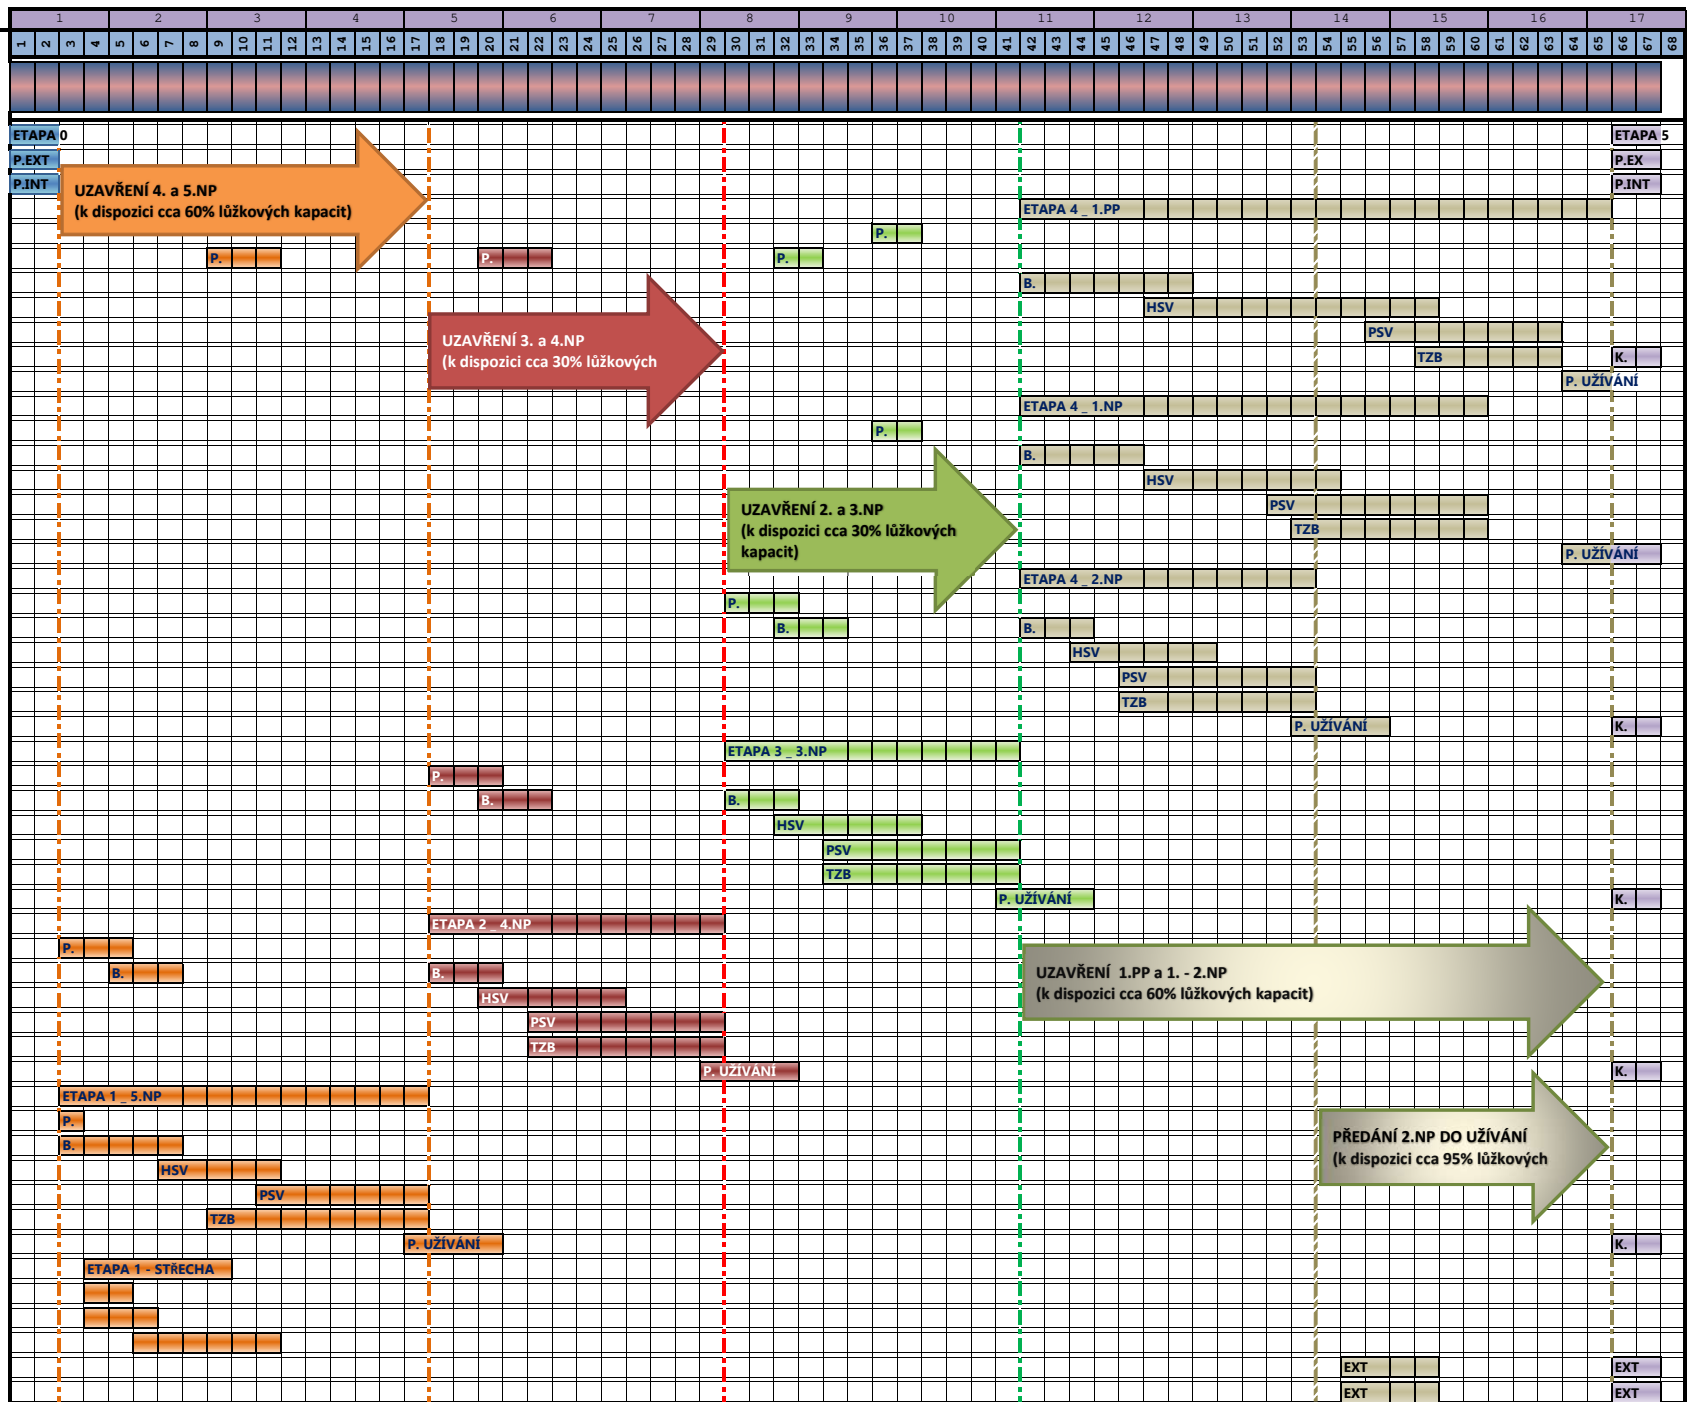 1 2 3 4 5 6 7 8 9 10 11 12 13 14 15 16 17
1 2 3 4 5 6 7 8 9 10 11 12 13 14 15 16 17 18 19 20 21 22 23 24 25 26 27 28 29 30 31 32 33 34 35 36 37 38 39 40 41 42 43 44 45 46 47 48 49 50 51 52 53 54 55 56 57 58 59 60 61 62 63 64 65 66 67 68
ETAPA 0 ETAPA 5
P.EXT P.EX
P.INT P.INT
UZAVŘENÍ 4. a 5.NP
(k dispozici cca 60% lůžkových kapacit)
ETAPA 4 _ 1.PP
P.
P. P. P.
B.
HSV
PSV
UZAVŘENÍ 3. a 4.NP
(k dispozici cca 30% lůžkových
TZB K.
P. UŽÍVÁNÍ
ETAPA 4 _ 1.NP
P.
B.
HSV
PSV
UZAVŘENÍ 2. a 3.NP
(k dispozici cca 30% lůžkových
kapacit)
TZB
P. UŽÍVÁNÍ
ETAPA 4 _ 2.NP
P.
B. B.
HSV
PSV
TZB
P. UŽÍVÁNÍ K.
ETAPA 3 _ 3.NP
P.
B. B.
HSV
PSV
TZB
P. UŽÍVÁNÍ K.
ETAPA 2 _ 4.NP
P.
B. B.
UZAVŘENÍ 1.PP a 1. - 2.NP
(k dispozici cca 60% lůžkových kapacit)
HSV
PSV
TZB
P. UŽÍVÁNÍ K.
ETAPA 1 _ 5.NP
P.
B.
PŘEDÁNÍ 2.NP DO UŽÍVÁNÍ
(k dispozici cca 95% lůžkových
HSV
PSV
TZB
P. UŽÍVÁNÍ K.
ETAPA 1 - STŘECHA
EXT EXT
EXT EXT